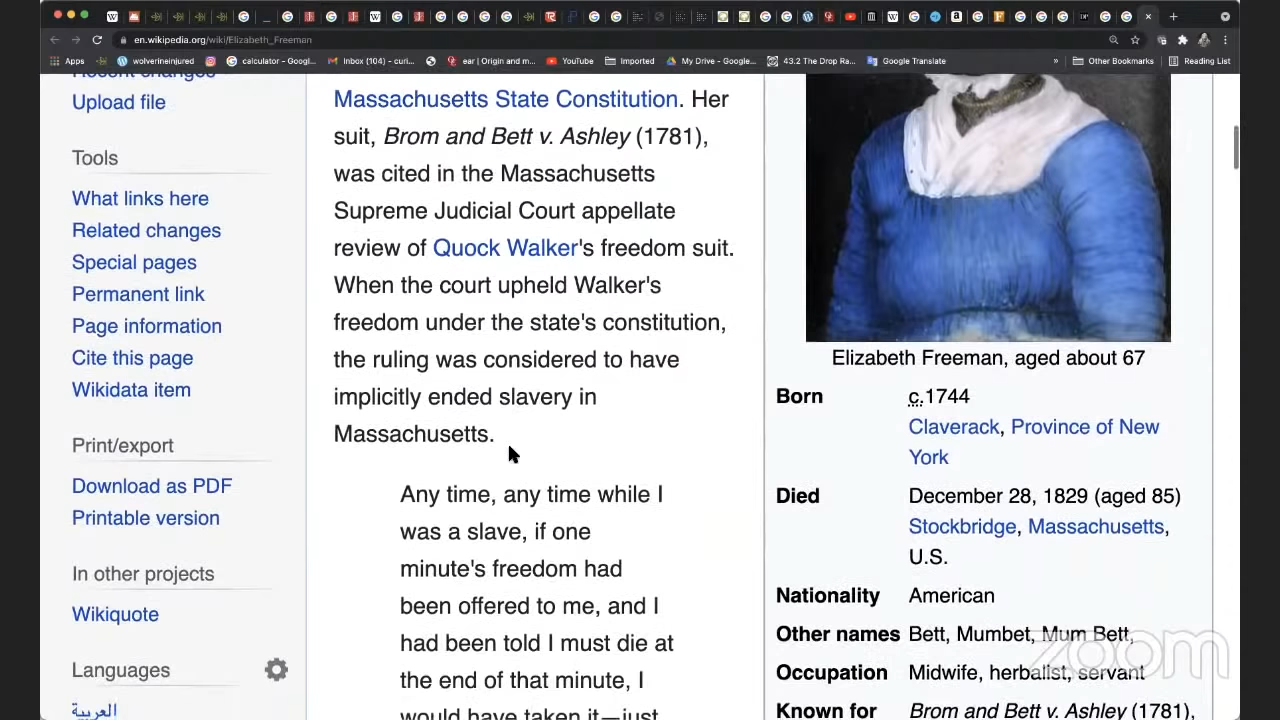 en.wikipedia.org/wiki/Elizabeth_Freeman
Apps
wolverineinjured
calculator - Googl...
Inbox (104) - curi...
ear | Origin and m...
YouTube
Imported
My Drive - Google...
43.2 The Drop Ra...
Google Translate
»
Other Bookmarks
Reading List
Recent changes
Upload file
Tools
What links here
Related changes
Special pages
Permanent link
Page information
Cite this page
Wikidata item
Print/export
Download as PDF
Printable version
In other projects
Wikiquote
Languages
العربية
Massachusetts State Constitution. Her
suit, Brom and Bett v. Ashley (1781),
was cited in the Massachusetts
Supreme Judicial Court appellate
review of Quock Walker's freedom suit.
When the court upheld Walker's
freedom under the state's constitution,
the ruling was considered to have
implicitly ended slavery in
Massachusetts.
Any time, any time while I
was a slave, if one
minute's freedom had
been offered to me, and I
had been told I must die at
the end of that minute, I
would have taken it—just
Elizabeth Freeman, aged about 67
Born c.1744
Claverack, Province of New
York
Died December 28, 1829 (aged 85)
Stockbridge, Massachusetts,
U.S.
Nationality American
Other names Bett, Mumbet, Mum Bett,
Occupation Midwife, herbalist, servant
Known for Brom and Bett v. Ashley (1781),
zoom